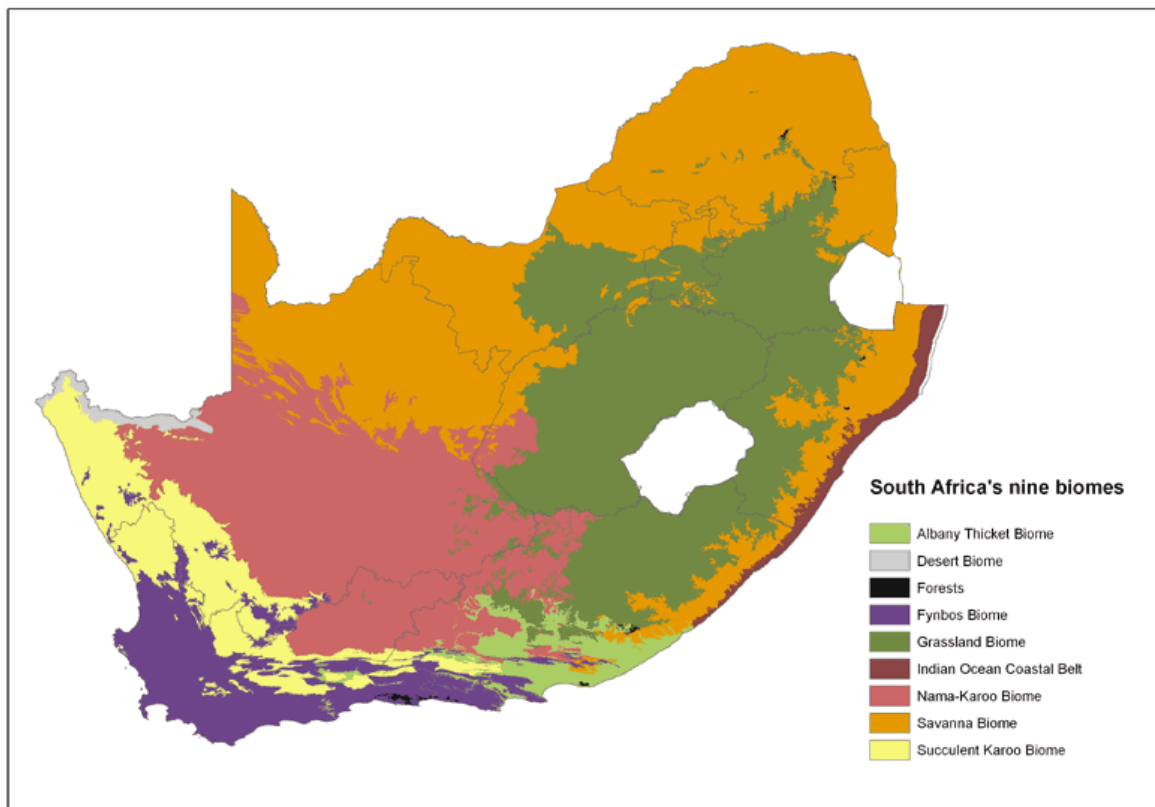 South Africa's nine biomes
Albany Thicket Biome
Desert Biome
Forests
Fynbos Biome
Grassland Biome
Indian Ocean Coastal Belt
Nama-Karoo Biome
Savanna Biome
Succulent Karoo Biome